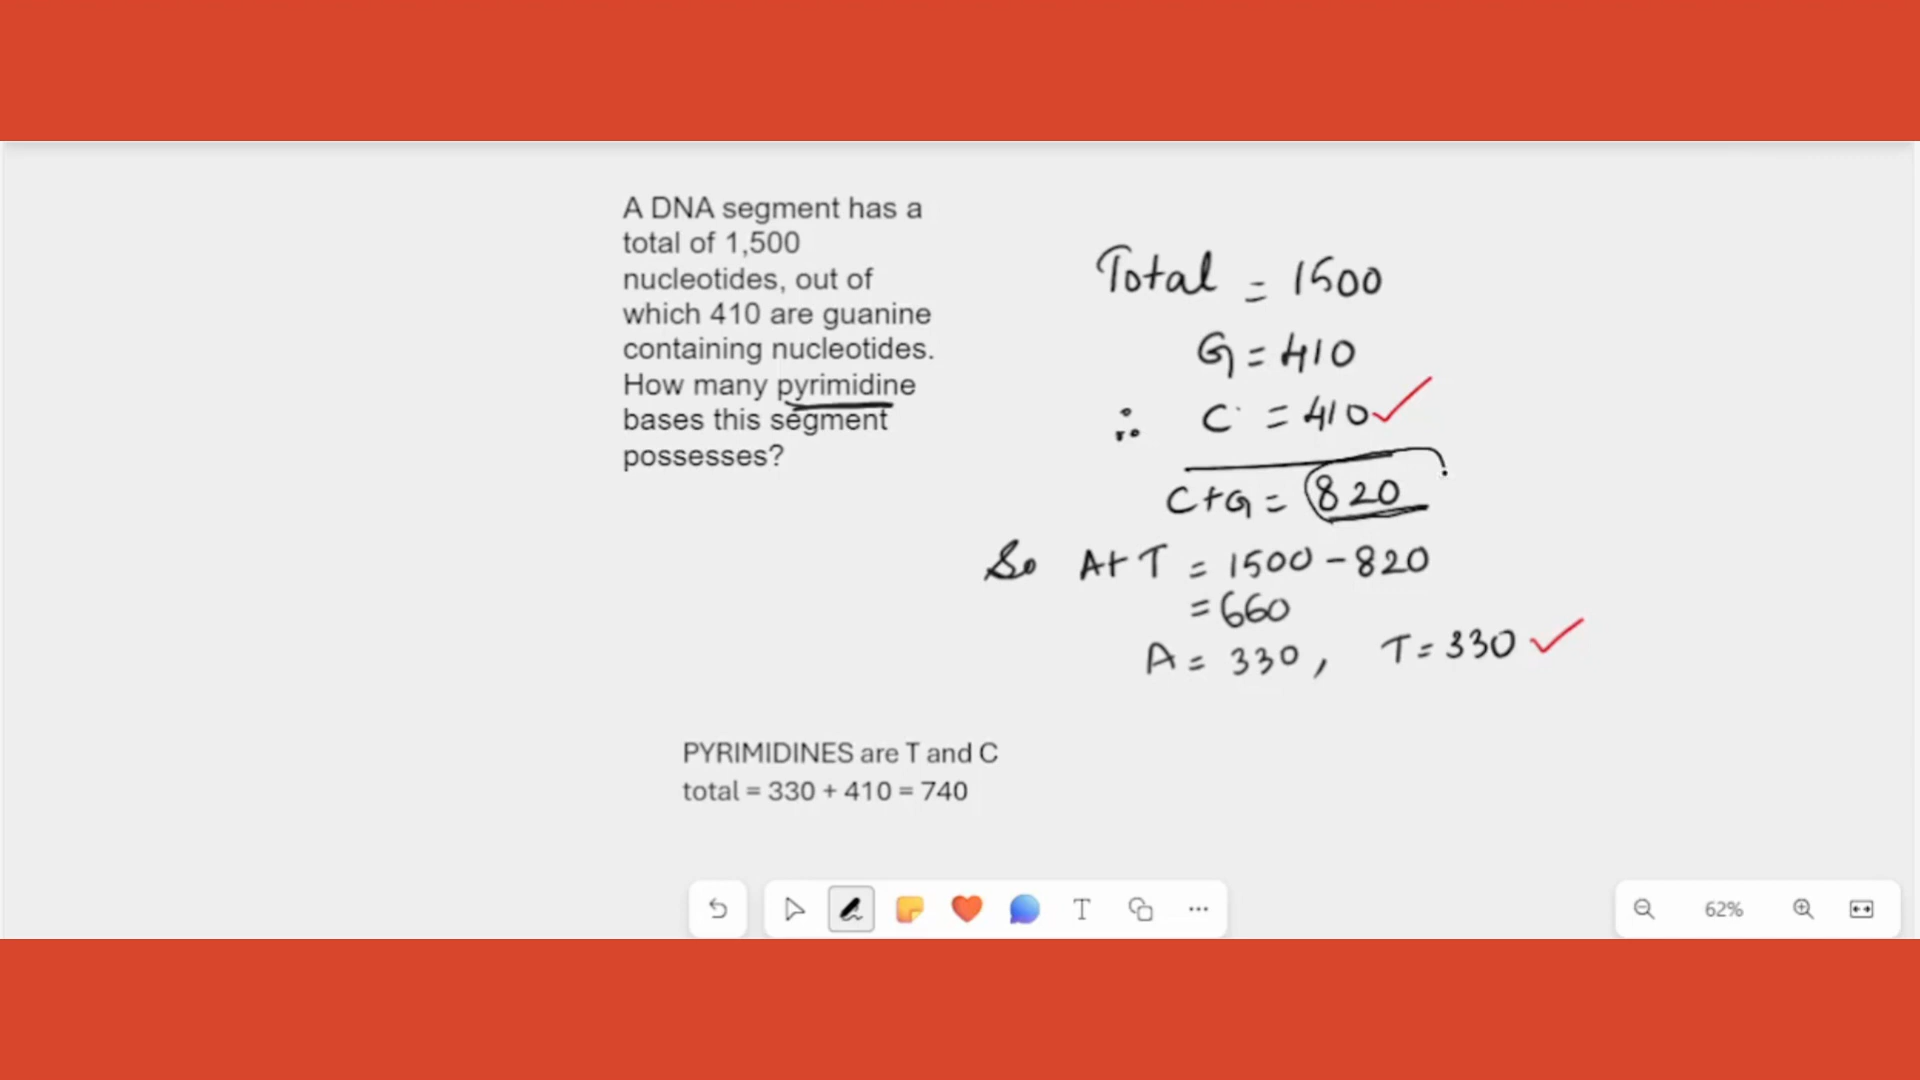 A DNA segment has a
total of 1,500
nucleotides, out of
which 410 are guanine
containing nucleotides.
How many pyrimidine
bases this segment
possesses?
Total = 1500
G = 410
∴ C = 410 ✓
C+G = 820
So A+T = 1500 - 820
= 660
A = 330, T = 330 ✓
PYRIMIDINES are T and C
total = 330 + 410 = 740
T
62%